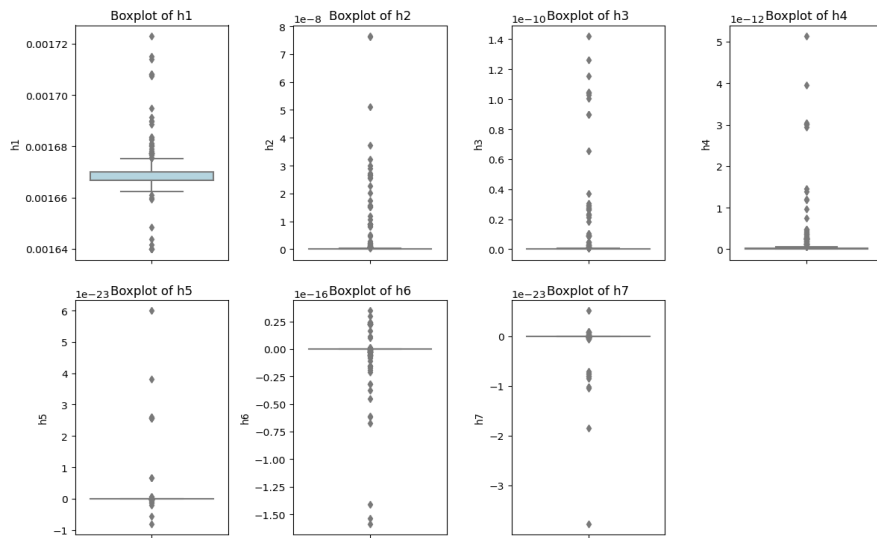 Boxplot of h1
0.00172
0.00170
0.00168
0.00166
0.00164
h1
Boxplot of h2
1e−8
8
7
6
5
4
3
2
1
0
h2
Boxplot of h3
1e−10
1.4
1.2
1.0
0.8
0.6
0.4
0.2
0.0
h3
Boxplot of h4
1e−12
5
4
3
2
1
0
h4
Boxplot of h5
1e−23
6
5
4
3
2
1
0
−1
h5
Boxplot of h6
1e−16
0.25
0.00
−0.25
−0.50
−0.75
−1.00
−1.25
−1.50
h6
Boxplot of h7
1e−23
0
−1
−2
−3
h7